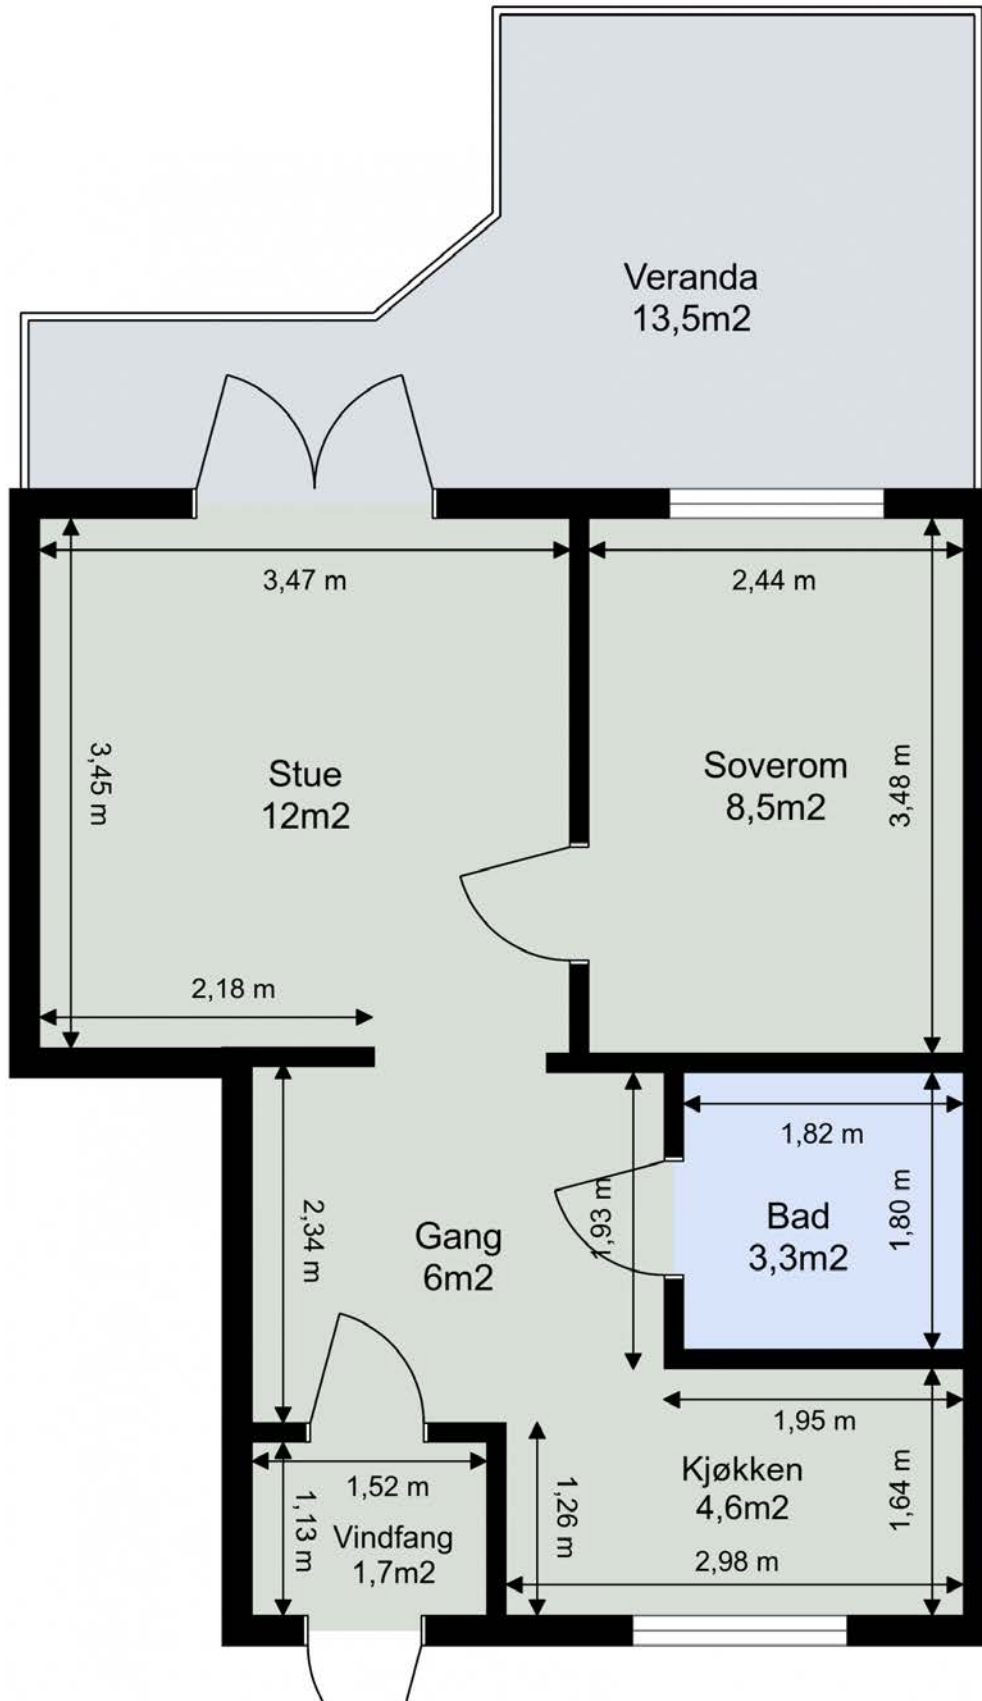 Veranda
13,5m2
3,47 m
2,44 m
3,45 m
Stue
12m2
Soverom
8,5m2
3,48 m
2,18 m
1,82 m
2,34 m
Gang
6m2
1,93 m
Bad
3,3m2
1,80 m
1,95 m
1,52 m
1,13 m
Vindfang
1,7m2
1,26 m
Kjøkken
4,6m2
1,64 m
2,98 m